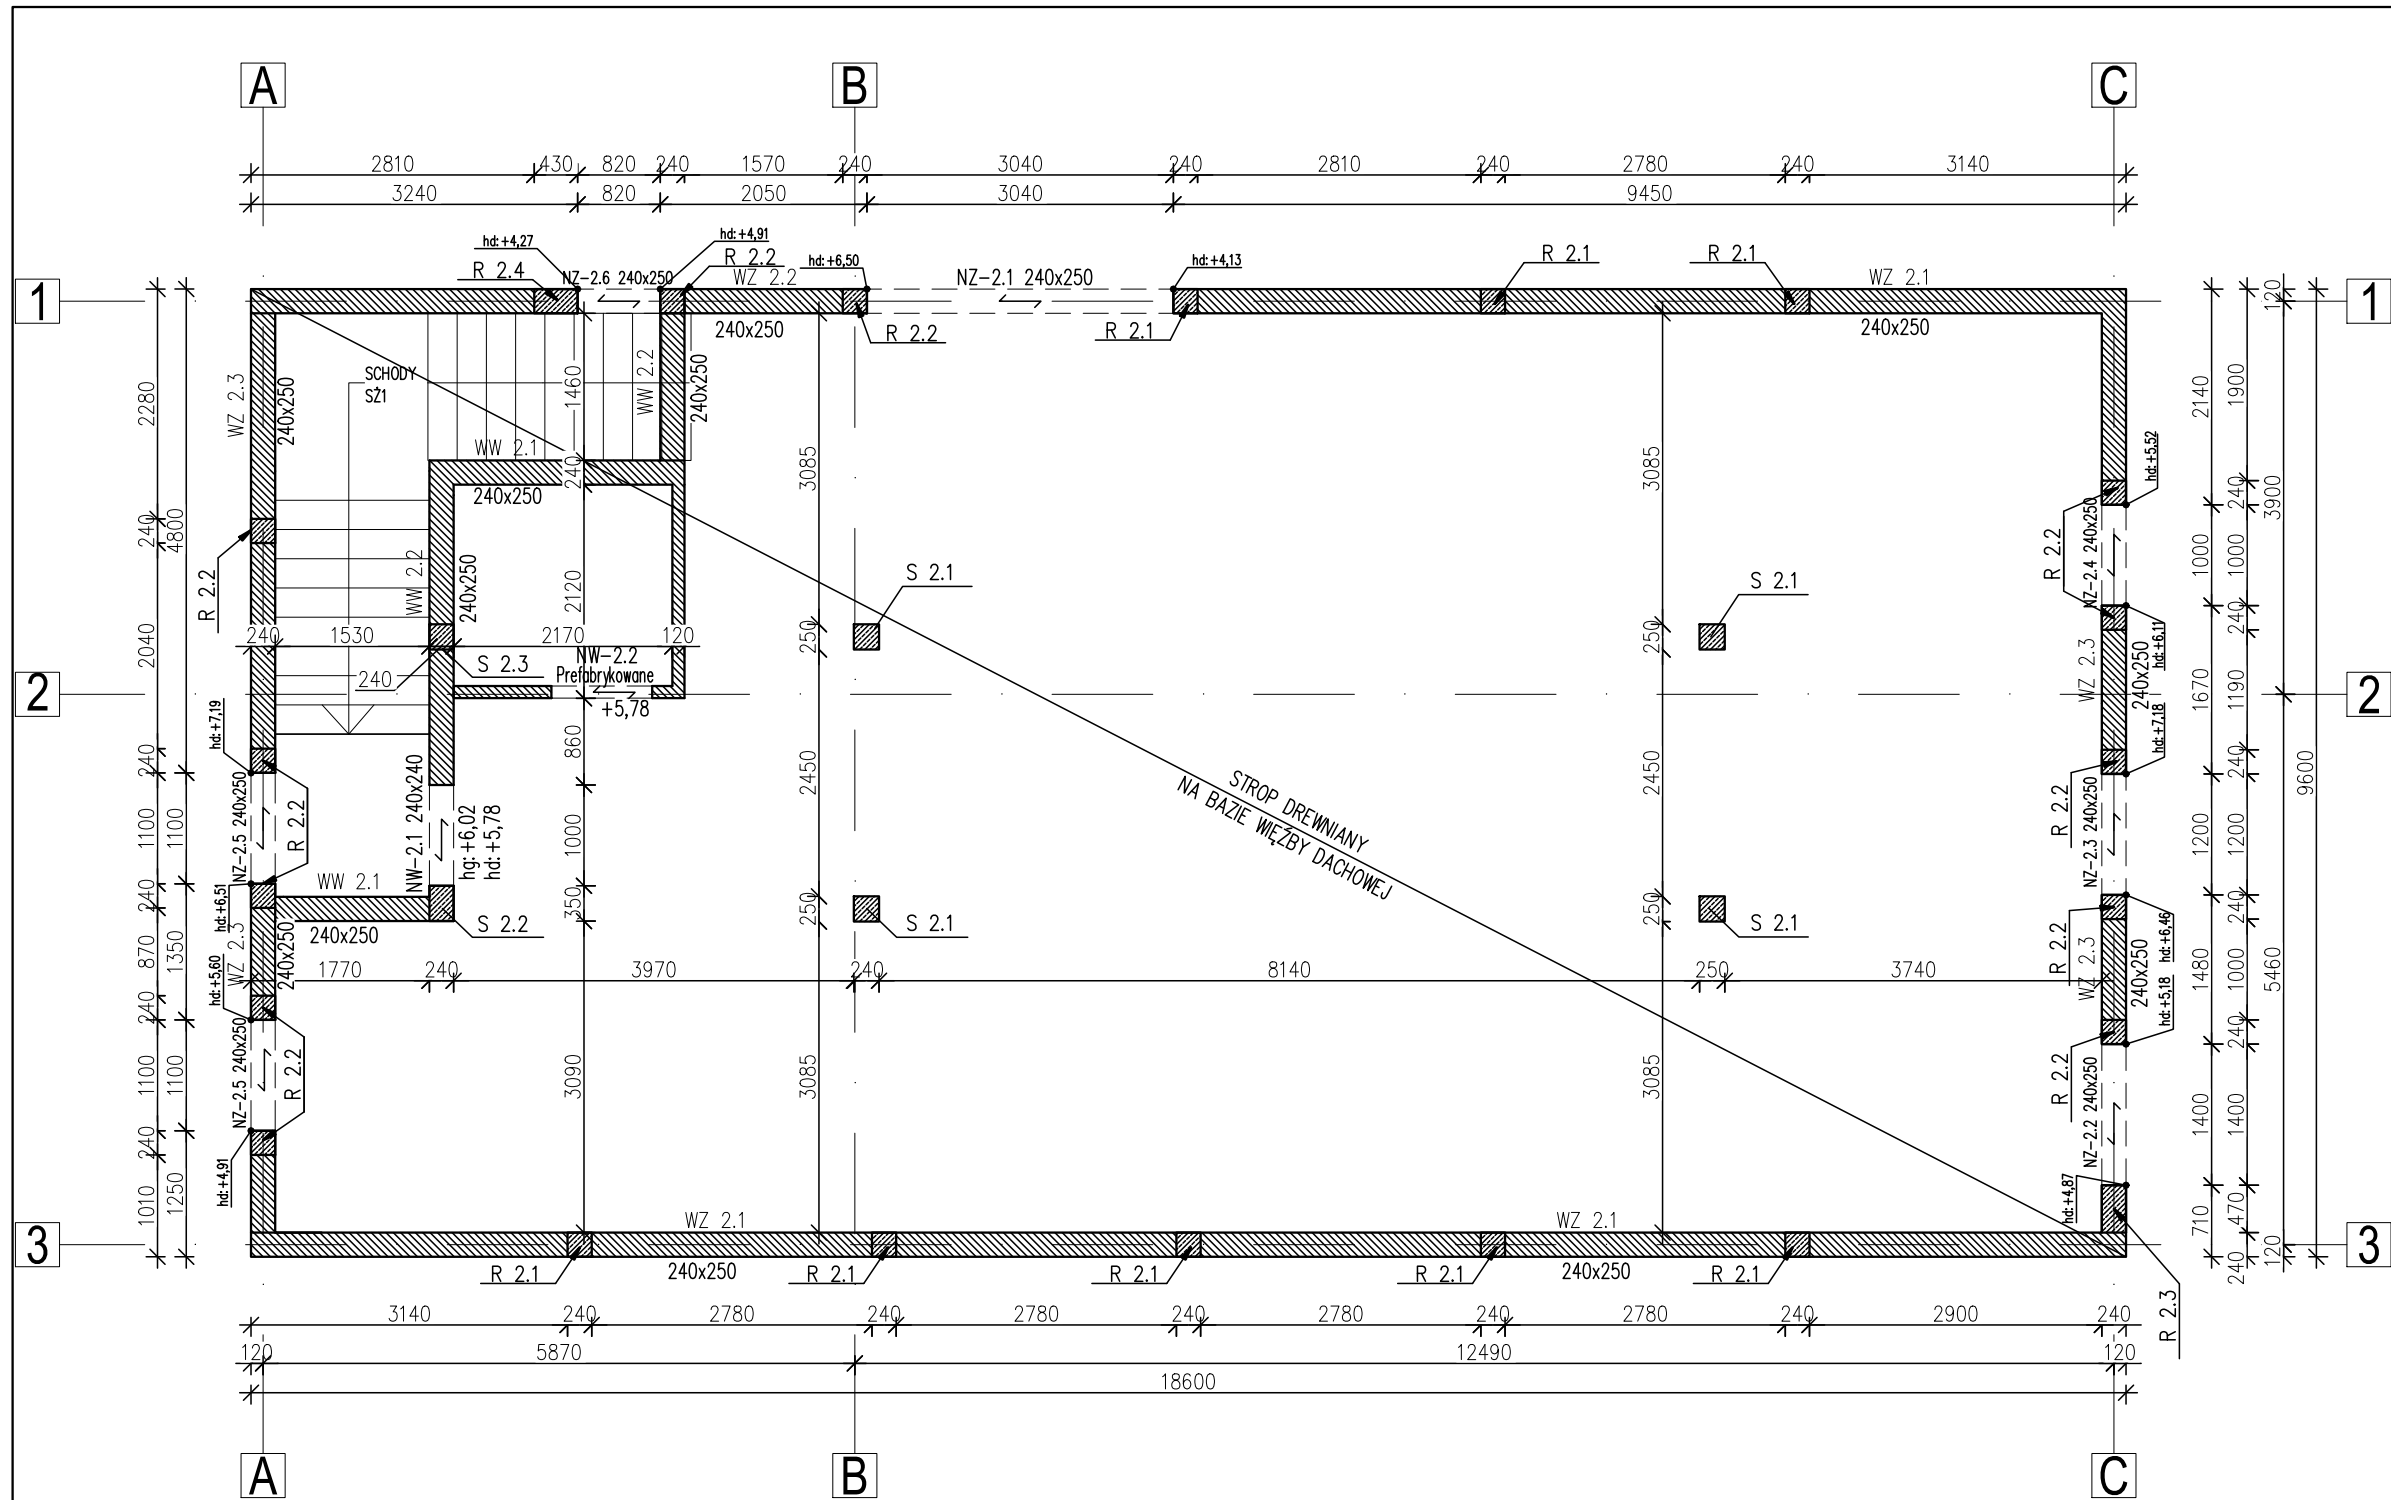 A
B
C
2810 430 820 240 1570 240 3040 240 2810 240 2780 240 3140
3240 820 2050 3040 9450
hd:+4,27
hd:+4,91
hd:+6,50
hd:+4,13
R 2.4
NZ-2.6 240x250
R 2.2
WZ 2.2
NZ-2.1 240x250
R 2.1
R 2.1
WZ 2.1
1
1
240x250
R 2.2
R 2.1
240x250
WZ 2.3
240x250
SCHODY
SŻ1
1460
WW 2.2
240x250
WW 2.1
240x250
240
3085
3085
2280
240
4800
2040
240
1100
1100
240
870
1350
240
1100
1100
240
1010
1250
R 2.2
WW 2.2
240x250
2120
S 2.1
S 2.1
250
250
240 1530 2170 120
240
S 2.3
NW-2.2
Prefabrykowane
+5,78
2
2
hd:+7,19
860
2450
2450
NZ-2.5 240x250
R 2.2
NW-2.1 240x240
hg:+6,02
hd:+5,78
1000
350
STROP DREWNIANY
NA BAZIE WIĘŹBY DACHOWEJ
hd:+6,51
WW 2.1
240x250
S 2.2
250
S 2.1
250
S 2.1
WZ 2.3
240x250
hd:+5,60
1770 240 3970 240 8140 250 3740
NZ-2.5 240x250
R 2.2
3090
3085
3085
hd:+4,91
hd:+5,52
R 2.2
NZ-2.4 240x250
hd:+6,11
WZ 2.3
240x250
hd:+7,18
R 2.2
NZ-2.3 240x250
hd:+6,46
R 2.2
WZ 2.3
240x250
hd:+5,18
R 2.2
NZ-2.2 240x250
hd:+4,87
R 2.3
2140
1000
1670
1200
1480
1400
710
1900
240
1000
240
1190
240
1200
240
1000
240
1400
470
240
120
3900
5460
120
9600
3
3
WZ 2.1
WZ 2.1
R 2.1
240x250
R 2.1
R 2.1
R 2.1
240x250
R 2.1
3140 240 2780 240 2780 240 2780 240 2780 240 2900 240
120 5870 12490 120
18600
A
B
C